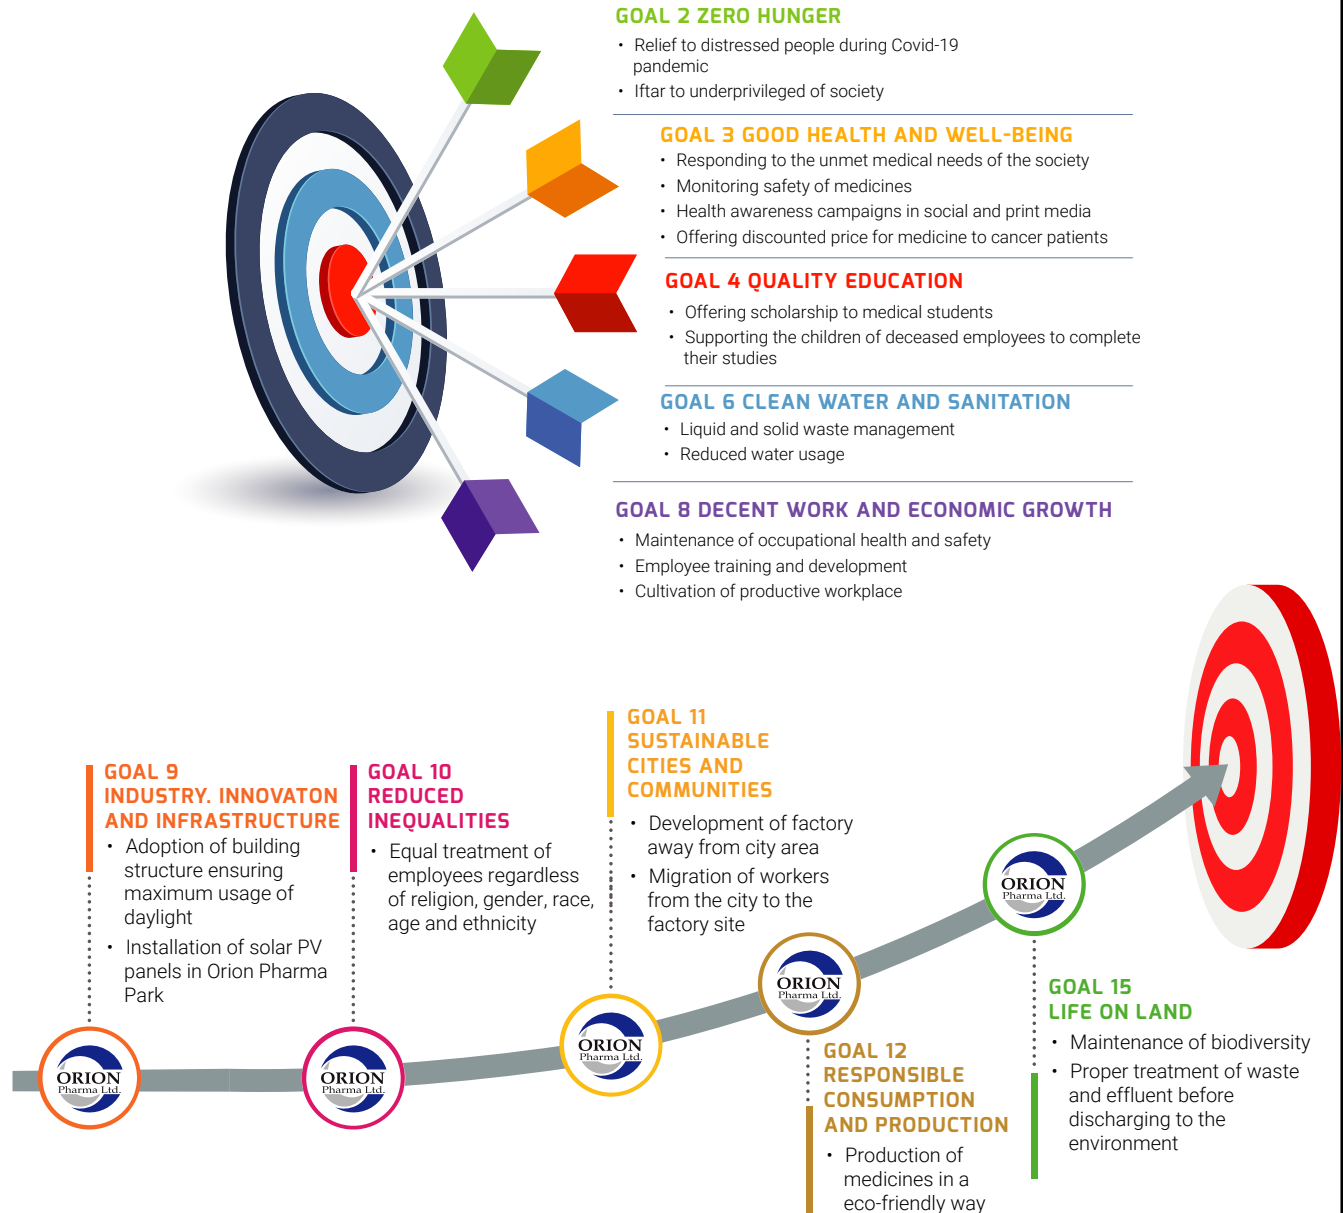 GOAL 2 ZERO HUNGER
• Relief to distressed people during Covid-19
pandemic
• Iftar to underprivileged of society
GOAL 3 GOOD HEALTH AND WELL-BEING
• Responding to the unmet medical needs of the society
• Monitoring safety of medicines
• Health awareness campaigns in social and print media
• Offering discounted price for medicine to cancer patients
GOAL 4 QUALITY EDUCATION
• Offering scholarship to medical students
• Supporting the children of deceased employees to complete
their studies
GOAL 6 CLEAN WATER AND SANITATION
• Liquid and solid waste management
• Reduced water usage
GOAL 8 DECENT WORK AND ECONOMIC GROWTH
• Maintenance of occupational health and safety
• Employee training and development
• Cultivation of productive workplace
GOAL 9
INDUSTRY. INNOVATON
AND INFRASTRUCTURE
• Adoption of building
structure ensuring
maximum usage of
daylight
• Installation of solar PV
panels in Orion Pharma
Park
ORION
Pharma Ltd.
GOAL 10
REDUCED
INEQUALITIES
• Equal treatment of
employees regardless
of religion, gender, race,
age and ethnicity
ORION
Pharma Ltd.
GOAL 11
SUSTAINABLE
CITIES AND
COMMUNITIES
• Development of factory
away from city area
• Migration of workers
from the city to the
factory site
ORION
Pharma Ltd.
ORION
Pharma Ltd.
GOAL 12
RESPONSIBLE
CONSUMPTION
AND PRODUCTION
• Production of
medicines in a
eco-friendly way
ORION
Pharma Ltd.
GOAL 15
LIFE ON LAND
• Maintenance of biodiversity
• Proper treatment of waste
and effluent before
discharging to the
environment